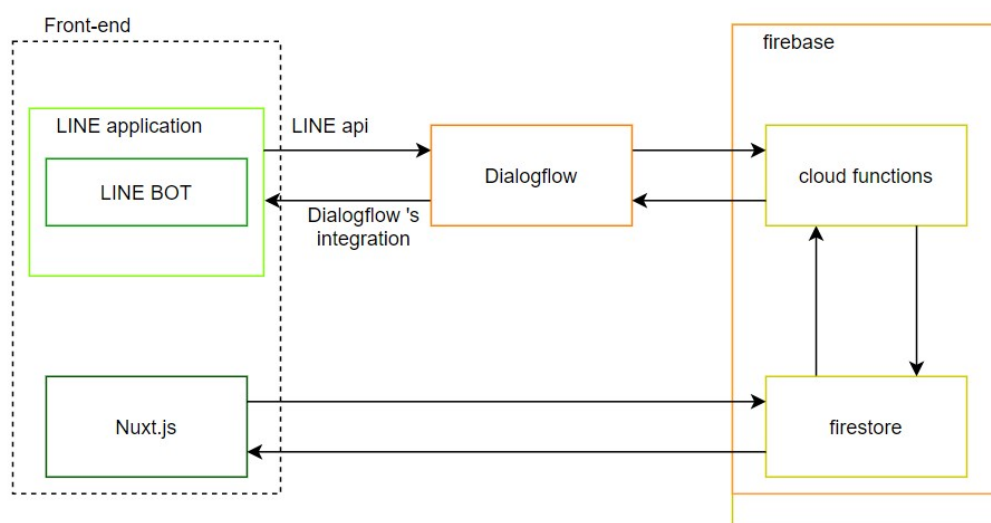 Front-end
firebase
LINE application
LINE api
LINE BOT
Dialogflow
cloud functions
Dialogflow 's
integration
Nuxt.js
firestore